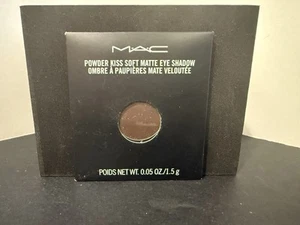 MAC
POWDER KISS SOFT MATTE EYE SHADOW
OMBRE À PAUPIÈRES MATE VELOUTÉE
POIDS NET WT. 0.05 OZ/1.5 g